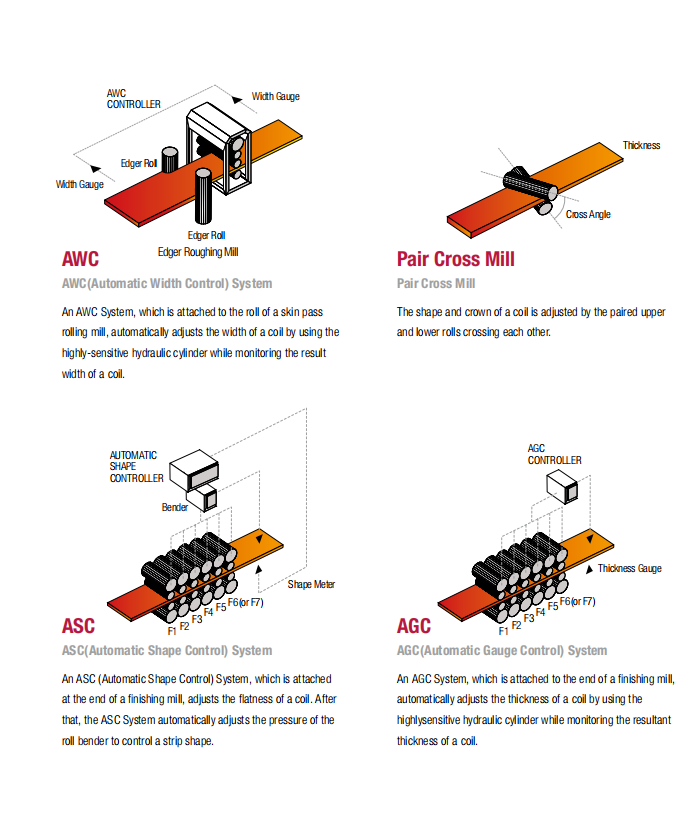 AWC
CONTROLLER
Width Gauge
Edger Roll
Width Gauge
Edger Roll
Edger Roughing Mill
AWC
AWC(Automatic Width Control) System
An AWC System, which is attached to the roll of a skin pass
rolling mill, automatically adjusts the width of a coil by using the
highly-sensitive hydraulic cylinder while monitoring the result
width of a coil.
Thickness
Cross Angle
Pair Cross Mill
Pair Cross Mill
The shape and crown of a coil is adjusted by the paired upper
and lower rolls crossing each other.
AUTOMATIC
SHAPE
CONTROLLER
Bender
Shape Meter
F1 F2 F3 F4 F5 F6(or F7)
ASC
ASC(Automatic Shape Control) System
An ASC (Automatic Shape Control) System, which is attached
at the end of a finishing mill, adjusts the flatness of a coil. After
that, the ASC System automatically adjusts the pressure of the
roll bender to control a strip shape.
AGC
CONTROLLER
Thickness Gauge
F1 F2 F3 F4 F5 F6(or F7)
AGC
AGC(Automatic Gauge Control) System
An AGC System, which is attached to the end of a finishing mill,
automatically adjusts the thickness of a coil by using the
highlysensitive hydraulic cylinder while monitoring the resultant
thickness of a coil.